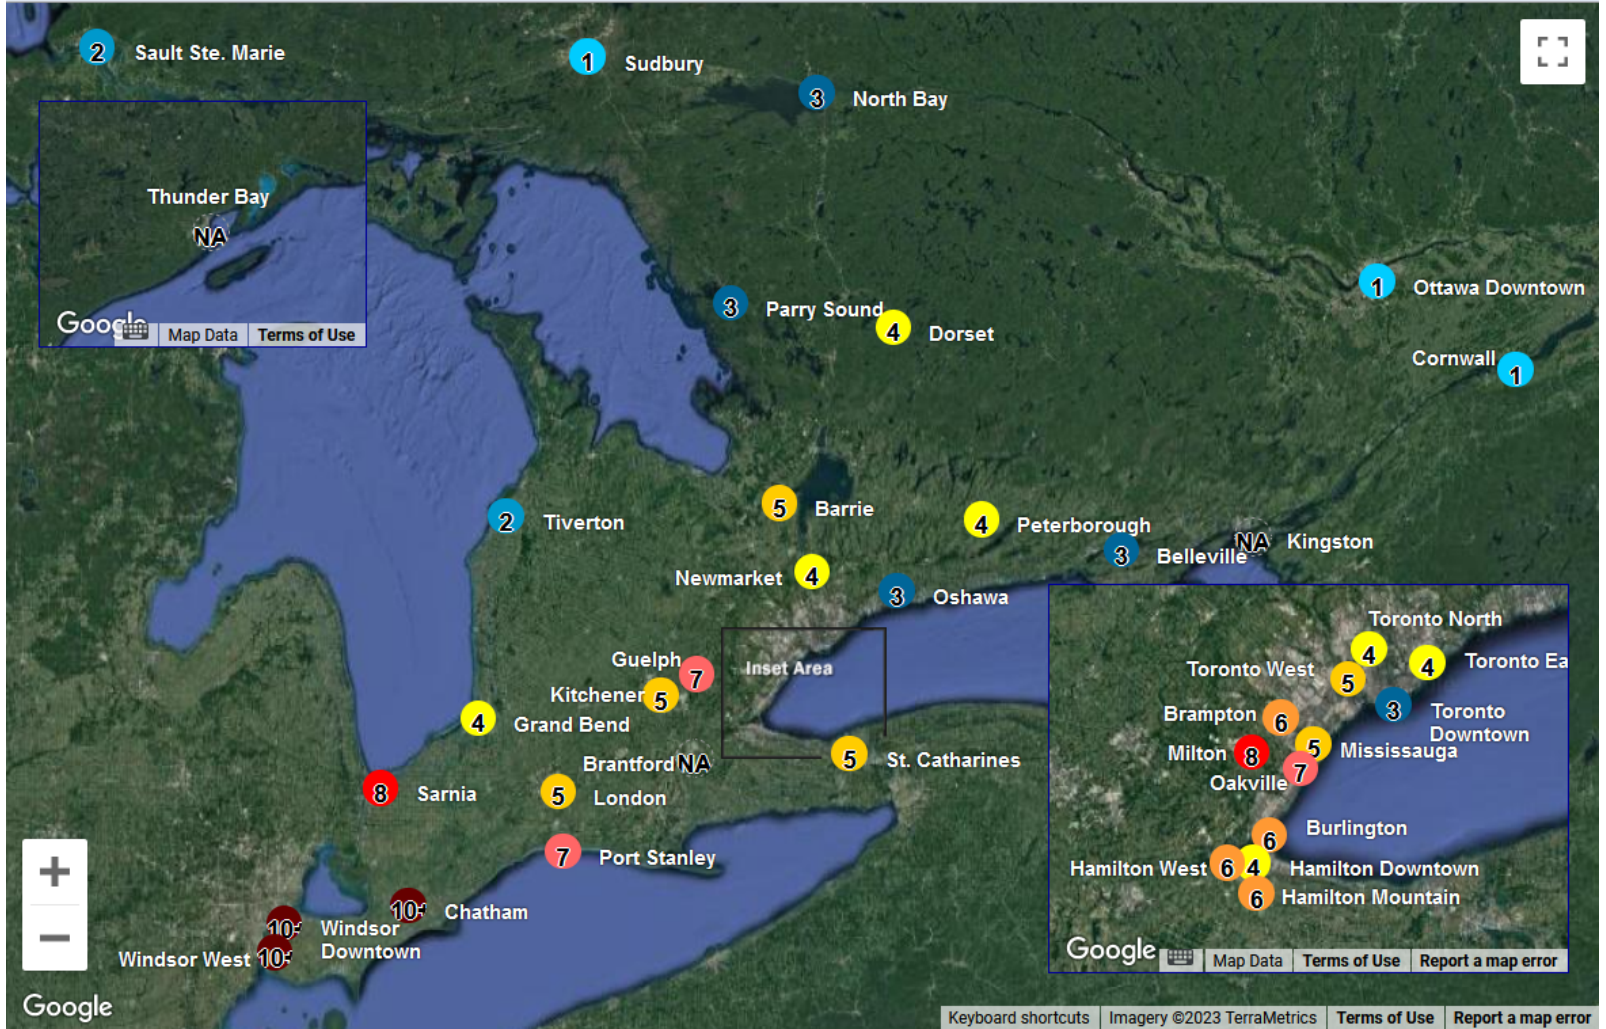 2 Sault Ste. Marie
1 Sudbury
3 North Bay
Thunder Bay
NA
Google
Map Data
Terms of Use
3 Parry Sound
4 Dorset
1 Ottawa Downtown
Cornwall 1
2 Tiverton
5 Barrie
4 Peterborough
3 Belleville
NA Kingston
Newmarket 4
3 Oshawa
Guelph 7
Kitchener 5
Inset Area
4 Grand Bend
Brantford NA
5 St. Catharines
8 Sarnia
5 London
7 Port Stanley
10+ Chatham
10+ Windsor
Downtown
Windsor West 10+
Toronto North
4
4 Toronto Ea
Toronto West 5
3 Toronto
Downtown
Brampton 6
5 Mississauga
Milton 8
Oakville 7
6 Burlington
Hamilton West 6
4 Hamilton Downtown
6 Hamilton Mountain
Google
Map Data
Terms of Use
Report a map error
Google
Keyboard shortcuts
Imagery ©2023 TerraMetrics
Terms of Use
Report a map error